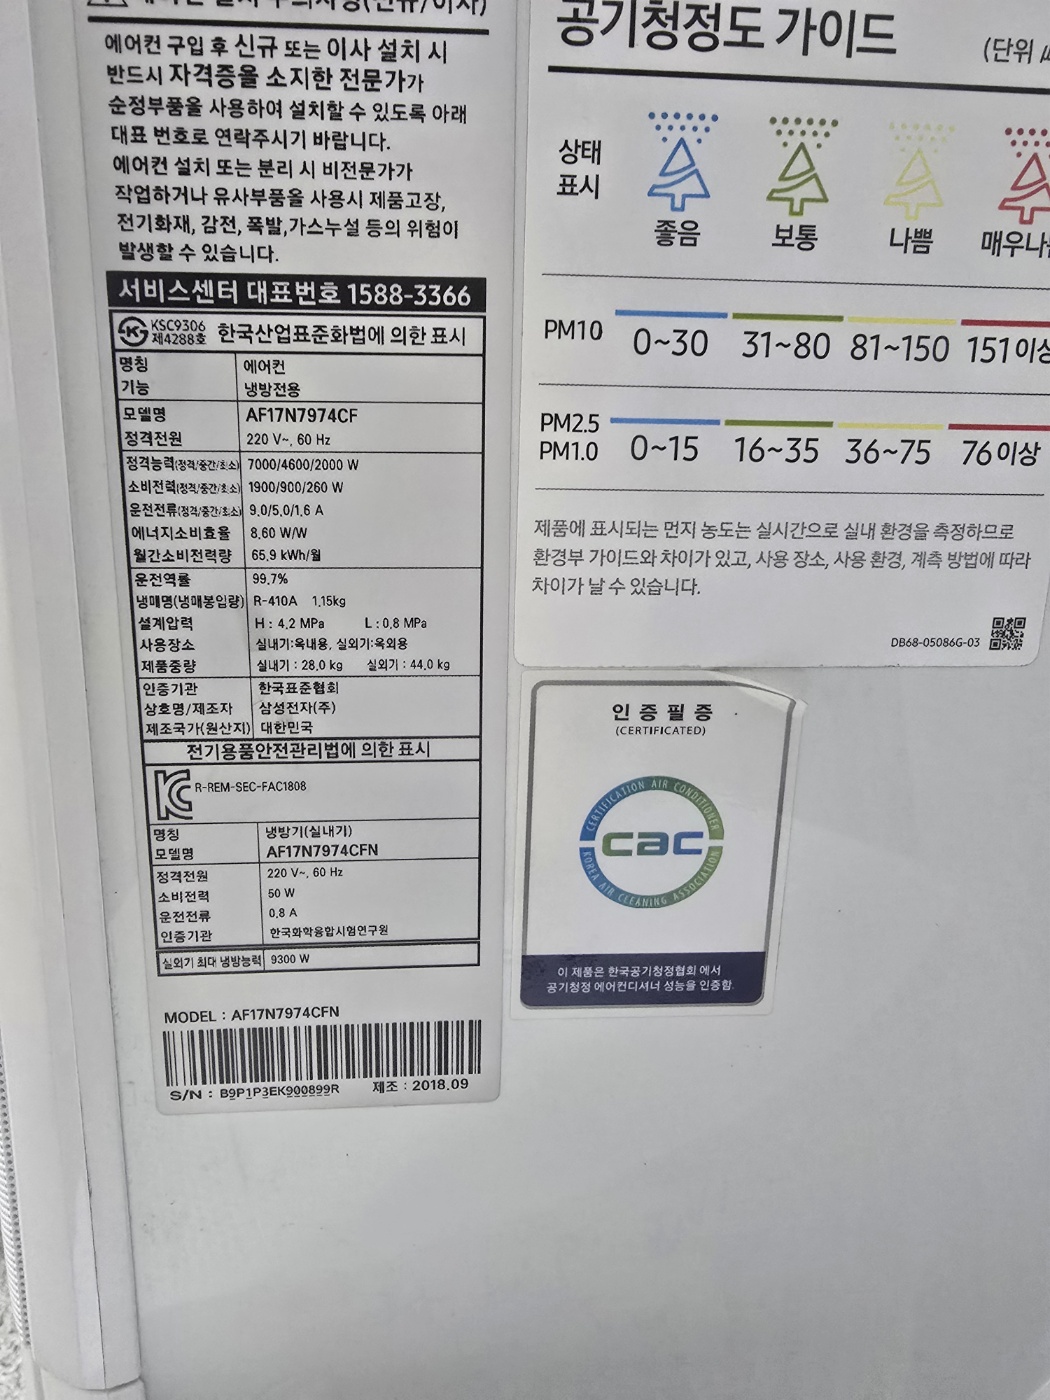 에어컨 구입 후 신규 또는 이사 설치 시
반드시 자격증을 소지한 전문가가
순정부품을 사용하여 설치할 수 있도록 아래
대표 번호로 연락주시기 바랍니다.
에어컨 설치 또는 분리 시 비전문가가
작업하거나 유사부품을 사용시 제품고장,
전기화재, 감전, 폭발,가스누설 등의 위험이
발생할 수 있습니다.
서비스센터 대표번호 1588-3366
KSC9306
제4288호
한국산업표준화법에 의한 표시
명칭 에어컨
기능 냉방전용
모델명 AF17N7974CF
정격전원 220 V~, 60 Hz
정격능력(정격/중간/최소) 7000/4600/2000 W
소비전력(정격/중간/최소) 1900/900/260 W
운전전류(정격/중간/최소) 9.0/5.0/1.6 A
에너지소비효율 8.60 W/W
월간소비전력량 65.9 kWh/월
운전역률 99.7%
냉매명(냉매봉입량) R-410A 1.15kg
설계압력 H : 4.2 MPa L : 0.8 MPa
사용장소 실내기:옥내용, 실외기:옥외용
제품중량 실내기 : 28.0 kg 실외기 : 44.0 kg
인증기관 한국표준협회
상호명/제조자 삼성전자(주)
제조국가(원산지) 대한민국
전기용품안전관리법에 의한 표시
R-REM-SEC-FAC1808
명칭 냉방기(실내기)
모델명 AF17N7974CFN
정격전원 220 V~, 60 Hz
소비전력 50 W
운전전류 0.8 A
인증기관 한국화학융합시험연구원
실외기 최대 냉방능력 9300 W
MODEL : AF17N7974CFN
S/N : B9P1P3EK900899R 제조 : 2018.09
공기청정도 가이드
(단위
상태
표시
좋음 보통 나쁨
PM10 0~30 31~80 81~150 151이상
PM2.5
PM1.0
0~15 16~35 36~75 76이상
제품에 표시되는 먼지 농도는 실시간으로 실내 환경을 측정하므로
환경부 가이드와 차이가 있고, 사용 장소, 사용 환경, 계측 방법에 따라
차이가 날 수 있습니다.
DB68-05086G-03
인 증 필 증
(CERTIFICATED)
CERTIFICATION AIR CONDITIONER
cac
KOREA AIR CLEANING ASSOCIATION
이 제품은 한국공기청정협회 에서
공기청정 에어컨디셔너 성능을 인증함.